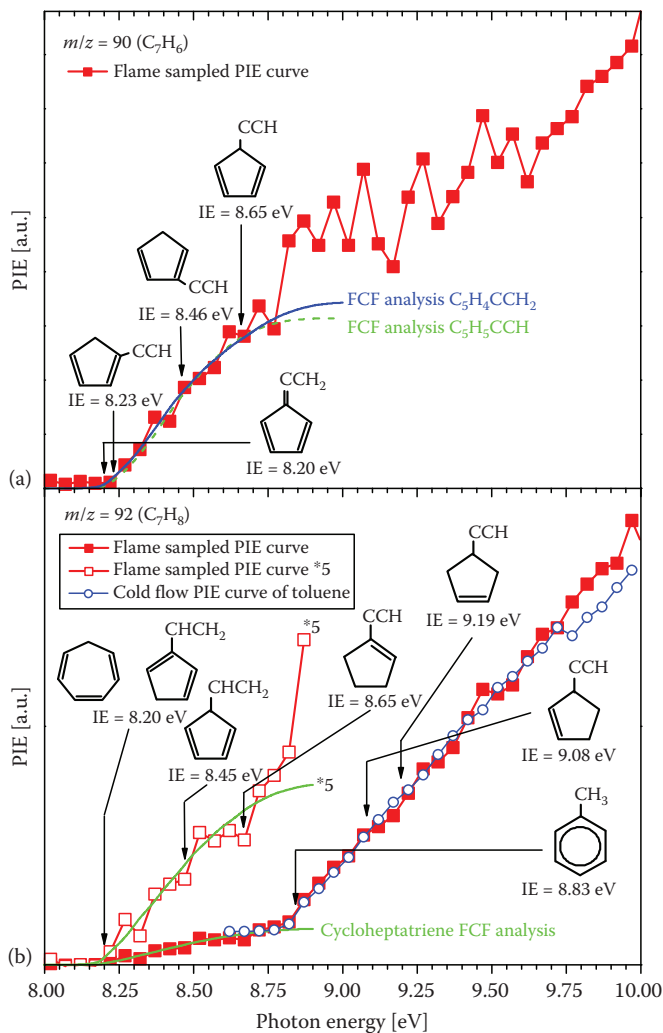 m/z = 90 (C7H6)
Flame sampled PIE curve
CCH
IE = 8.65 eV
CCH
IE = 8.46 eV
CCH
IE = 8.23 eV
FCF analysis C5H4CCH2
FCF analysis C5H5CCH
CCH2
IE = 8.20 eV
PIE [a.u.]
(a)
m/z = 92 (C7H8)
Flame sampled PIE curve
Flame sampled PIE curve *5
Cold flow PIE curve of toluene
CCH
IE = 9.19 eV
*5
CCH
IE = 8.65 eV
CHCH2
IE = 8.20 eV
CHCH2
IE = 8.45 eV
*5
CCH
IE = 9.08 eV
CH3
IE = 8.83 eV
Cycloheptatriene FCF analysis
PIE [a.u.]
(b)
8.00 8.25 8.50 8.75 9.00 9.25 9.50 9.75 10.00
Photon energy [eV]